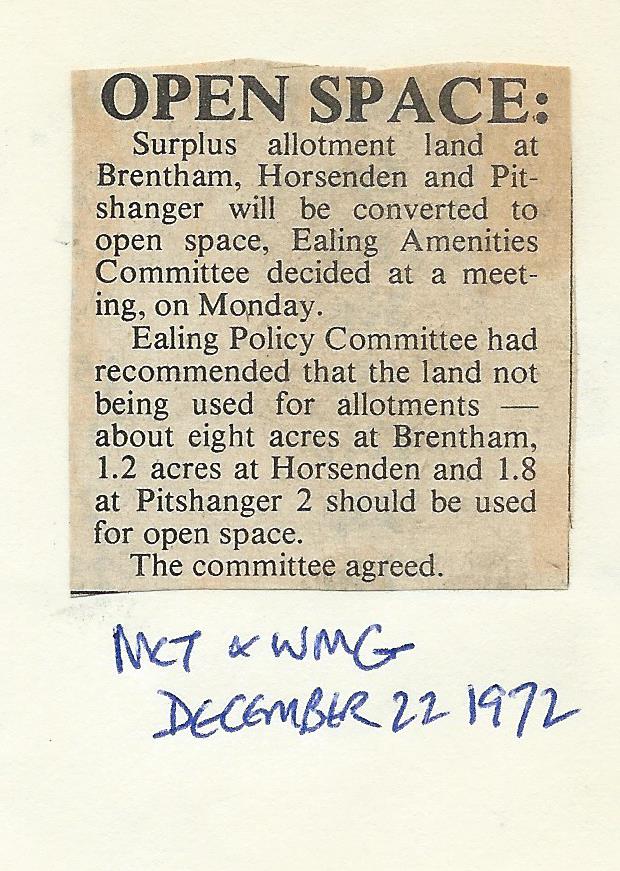 OPEN SPACE:
Surplus allotment land at
Brentham, Horsenden and Pit-
shanger will be converted to
open space, Ealing Amenities
Committee decided at a meet-
ing, on Monday.
Ealing Policy Committee had
recommended that the land not
being used for allotments —
about eight acres at Brentham,
1.2 acres at Horsenden and 1.8
at Pitshanger 2 should be used
for open space.
The committee agreed.
MCT & WMG
DECEMBER 22 1972